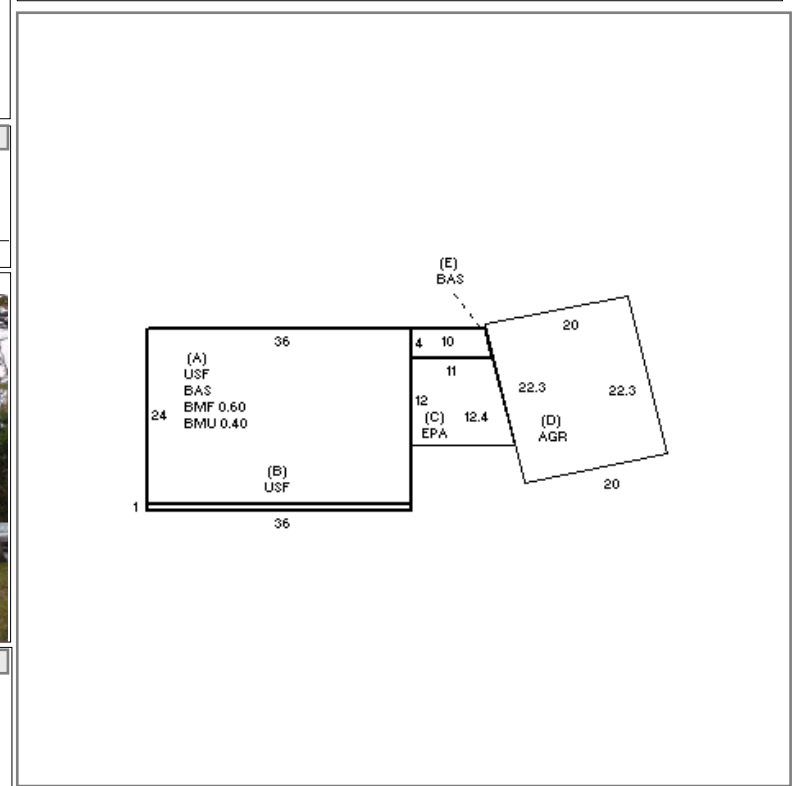 (E)
BAS
36
4 10
20
(A)
USF
BAS
BMF 0.60
BMU 0.40
11
22.3
22.3
24
12
(C)
EPA
12.4
(D)
AGR
(B)
USF
20
1
36